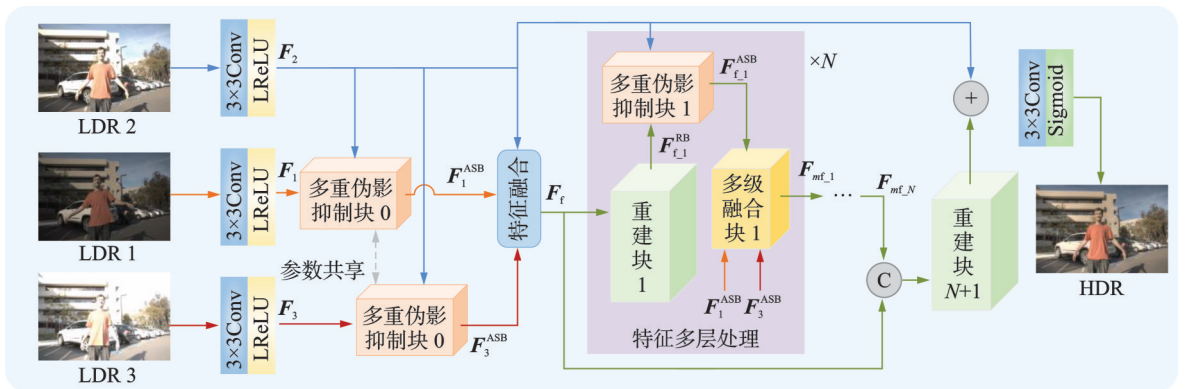 3×3Conv
LReLU
F₂
LDR 2
3×3Conv
LReLU
F₁
多重伪影
抑制块 0
F₁^ASB
LDR 1
参数共享
3×3Conv
LReLU
F₃
多重伪影
抑制块 0
F₃^ASB
LDR 3
特征融合
F_f
多重伪影
抑制块 1
F_f_1^ASB
×N
F_f_1^RB
重
建
块
1
多级
融合
块 1
F₁^ASB
F₃^ASB
特征多层处理
F_mf_1
…
F_mf_N
C
+
重
建
块
N+1
3×3Conv
Sigmoid
HDR